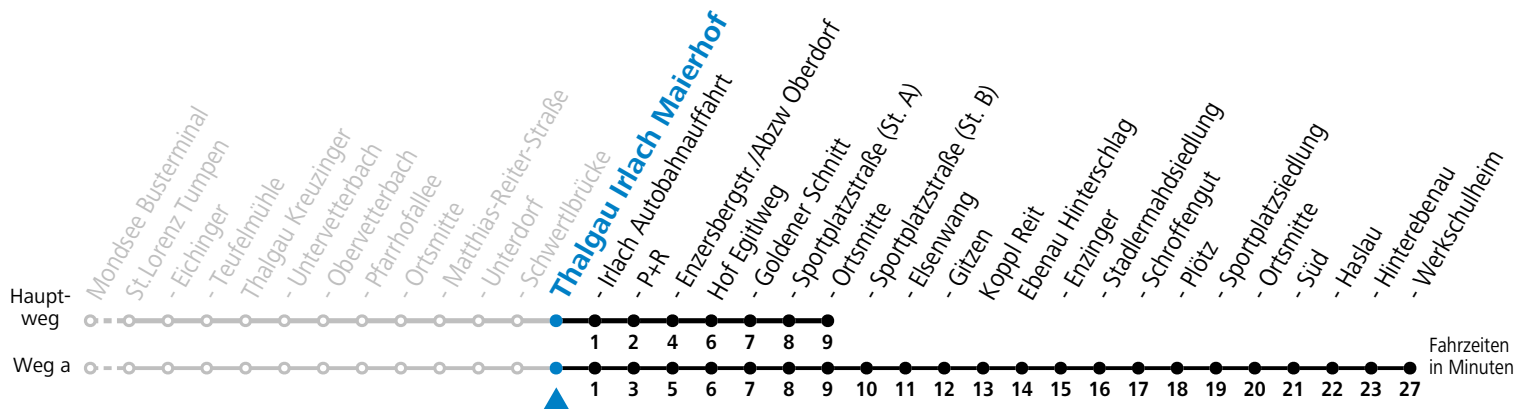 Mondsee Busterminal
St.Lorenz Tumpen
- Eichinger
- Teufelmühle
Thalgau Kreuzinger
- Untervetterbach
- Obervetterbach
- Pfarrhofallee
- Ortsmitte
- Matthias-Reiter-Straße
- Unterdorf
- Schwertlbrücke
Thalgau Irlach Maierhof
- Irlach Autobahnauffahrt
- P+R
- Enzersbergstr./Abzw Oberdorf
Hof Egitlweg
- Goldener Schnitt
- Sportplatzstraße (St. A)
- Ortsmitte
- Sportplatzstraße (St. B)
- Elsenwang
- Gitzen
Koppl Reit
Ebenau Hinterschlag
- Enzinger
- Stadlermahdsiedlung
- Schroffengut
- Plötz
- Sportplatzsiedlung
- Ortsmitte
- Süd
- Haslau
- Hinterebenau
- Werkschulheim
Haupt-
weg
1 2 4 6 7 8 9
Weg a
1 3 5 6 7 8 9 10 11 12 13 14 15 16 17 18 19 20 21 22 23 27
Fahrzeiten
in Minuten